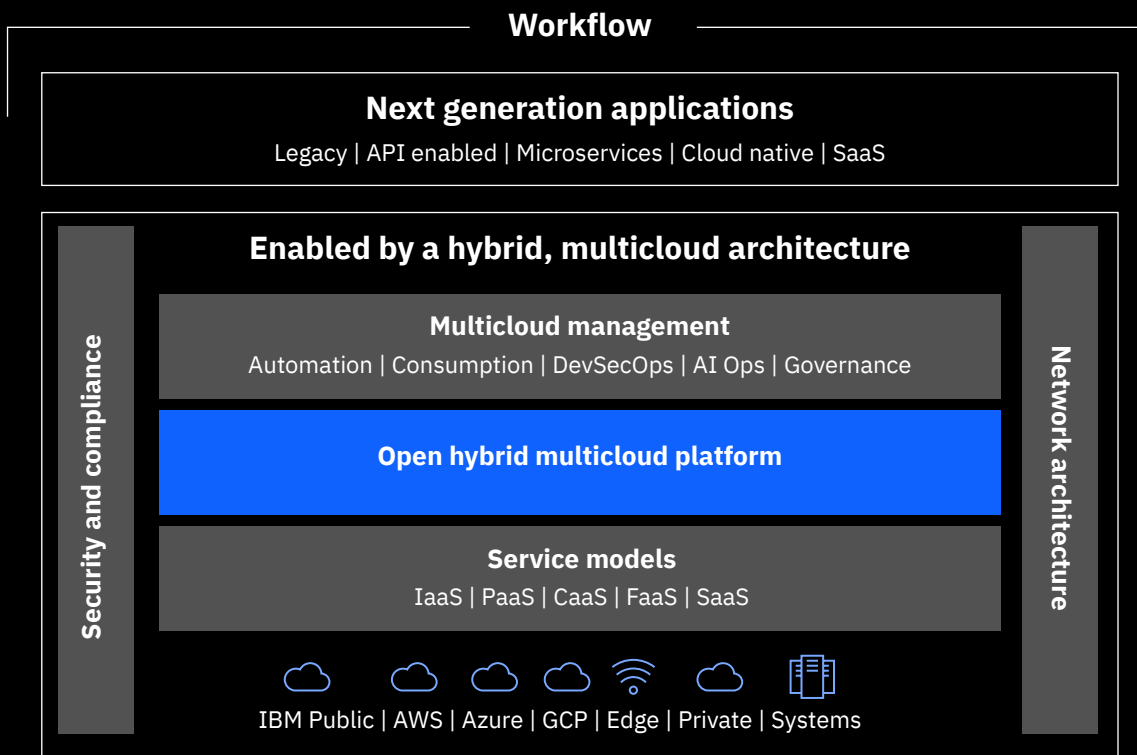 Workflow
Next generation applications
Legacy | API enabled | Microservices | Cloud native | SaaS
Enabled by a hybrid, multicloud architecture
Security and compliance
Multicloud management
Automation | Consumption | DevSecOps | AI Ops | Governance
Open hybrid multicloud platform
Service models
IaaS | PaaS | CaaS | FaaS | SaaS
Network architecture
IBM Public | AWS | Azure | GCP | Edge | Private | Systems